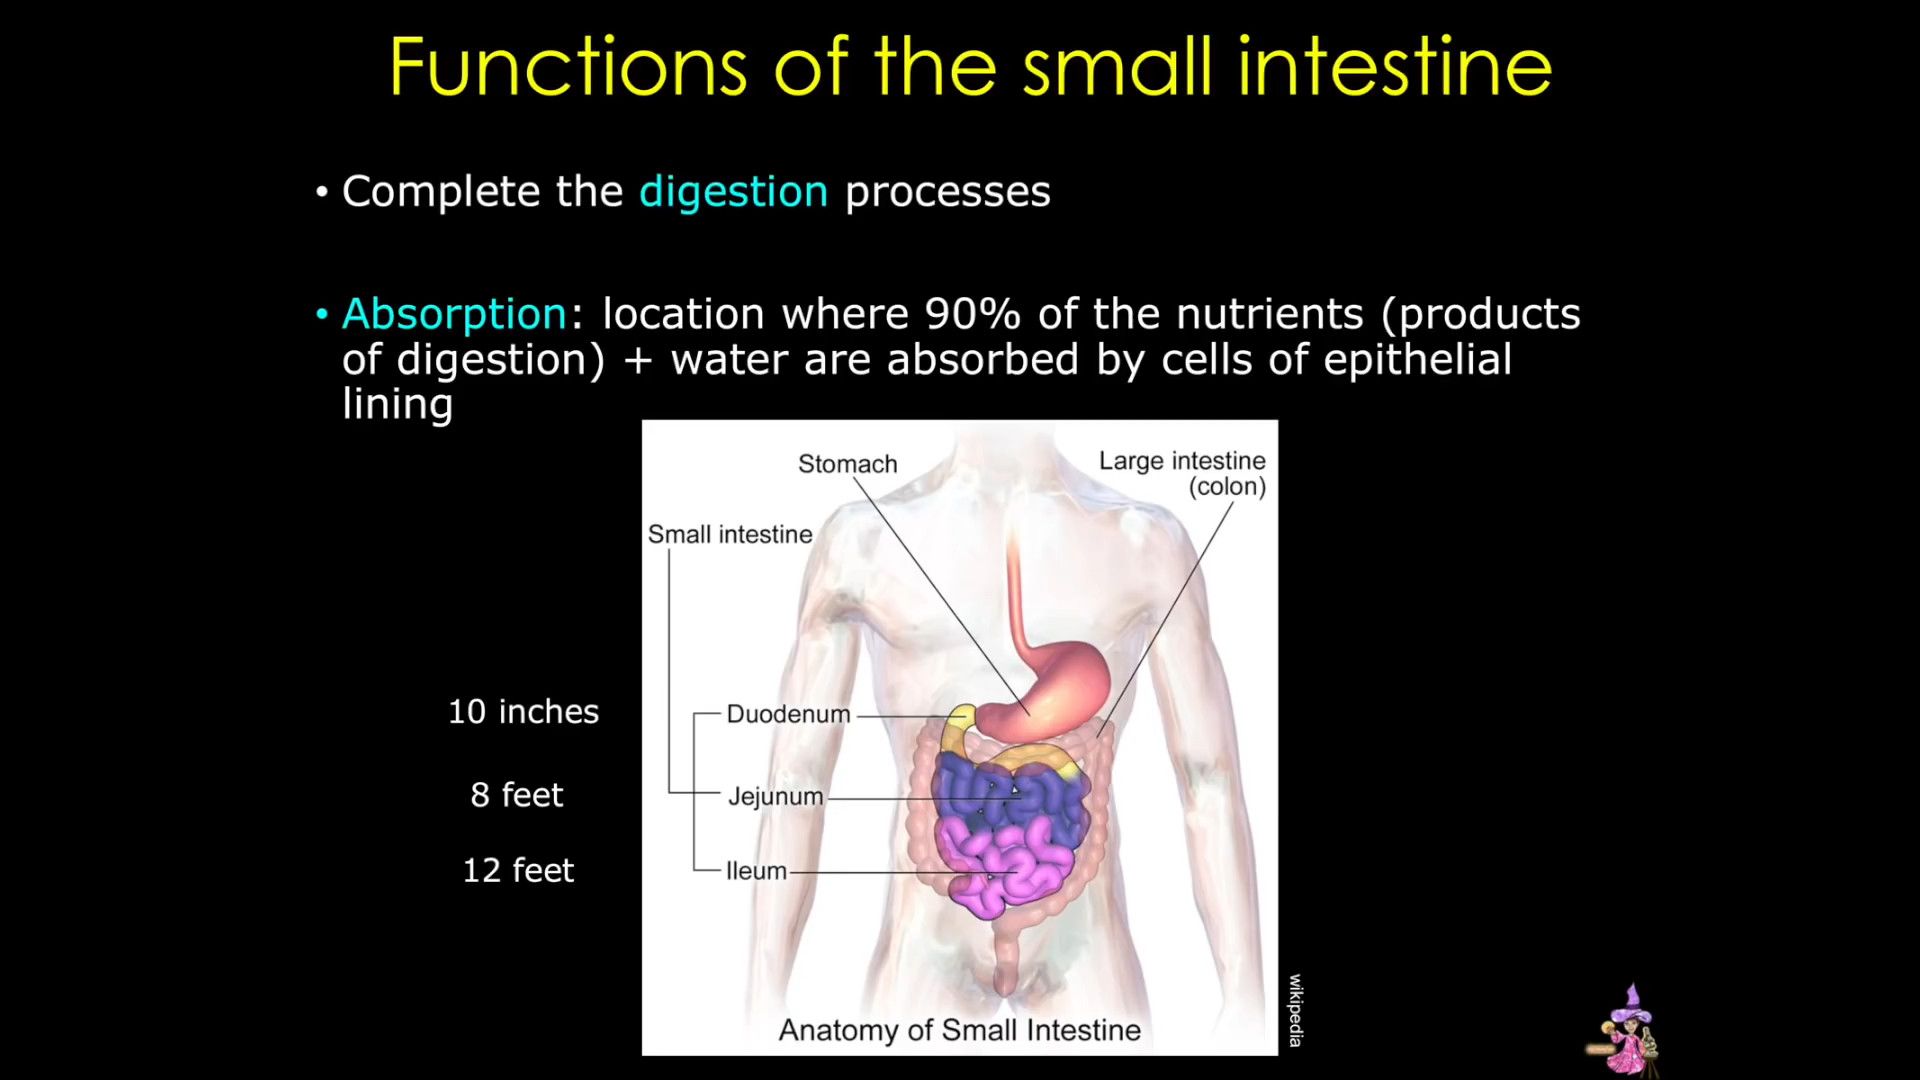 Functions of the small intestine
• Complete the digestion processes
• Absorption: location where 90% of the nutrients (products
of digestion) + water are absorbed by cells of epithelial
lining
Stomach
Large intestine
(colon)
Small intestine
10 inches
Duodenum
8 feet
Jejunum
12 feet
Ileum
Anatomy of Small Intestine
wikipedia